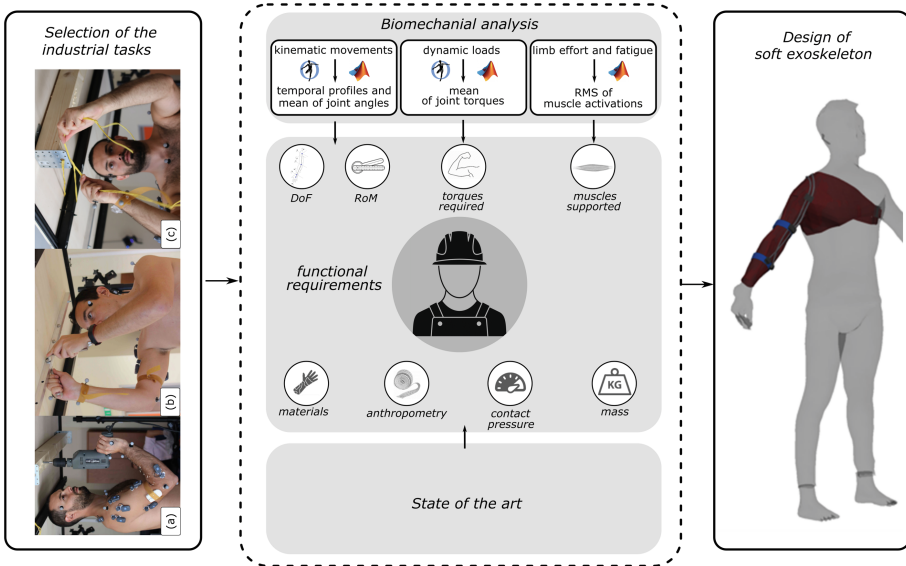 Selection of the
industrial tasks
(c)
(b)
(a)
Biomechanial analysis
kinematic movements
temporal profiles and
mean of joint angles
dynamic loads
mean
of joint torques
limb effort and fatigue
RMS of
muscle activations
DoF
RoM
torques
required
muscles
supported
functional
requirements
materials
anthropometry
contact
pressure
KG
mass
State of the art
Design of
soft exoskeleton